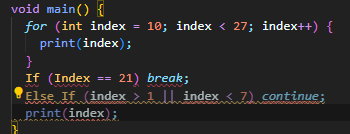 void main() {
for (int index = 10; index < 27; index++) {
print(index);
}
If (Index == 21) break;
Else If (index > 1 || index < 7) continue;
print(index);
}